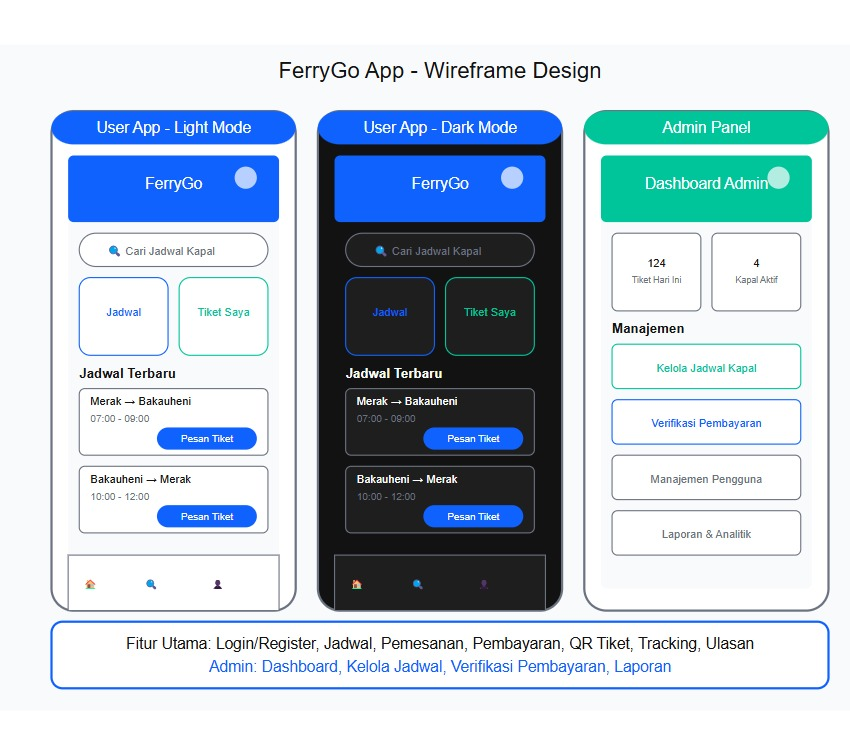 FerryGo App - Wireframe Design
User App - Light Mode
FerryGo
Cari Jadwal Kapal
Jadwal
Tiket Saya
Jadwal Terbaru
Merak → Bakauheni
07:00 - 09:00
Pesan Tiket
Bakauheni → Merak
10:00 - 12:00
Pesan Tiket
User App - Dark Mode
FerryGo
Cari Jadwal Kapal
Jadwal
Tiket Saya
Jadwal Terbaru
Merak → Bakauheni
07:00 - 09:00
Pesan Tiket
Bakauheni → Merak
10:00 - 12:00
Pesan Tiket
Admin Panel
Dashboard Admin
124
Tiket Hari Ini
4
Kapal Aktif
Manajemen
Kelola Jadwal Kapal
Verifikasi Pembayaran
Manajemen Pengguna
Laporan & Analitik
Fitur Utama: Login/Register, Jadwal, Pemesanan, Pembayaran, QR Tiket, Tracking, Ulasan
Admin: Dashboard, Kelola Jadwal, Verifikasi Pembayaran, Laporan